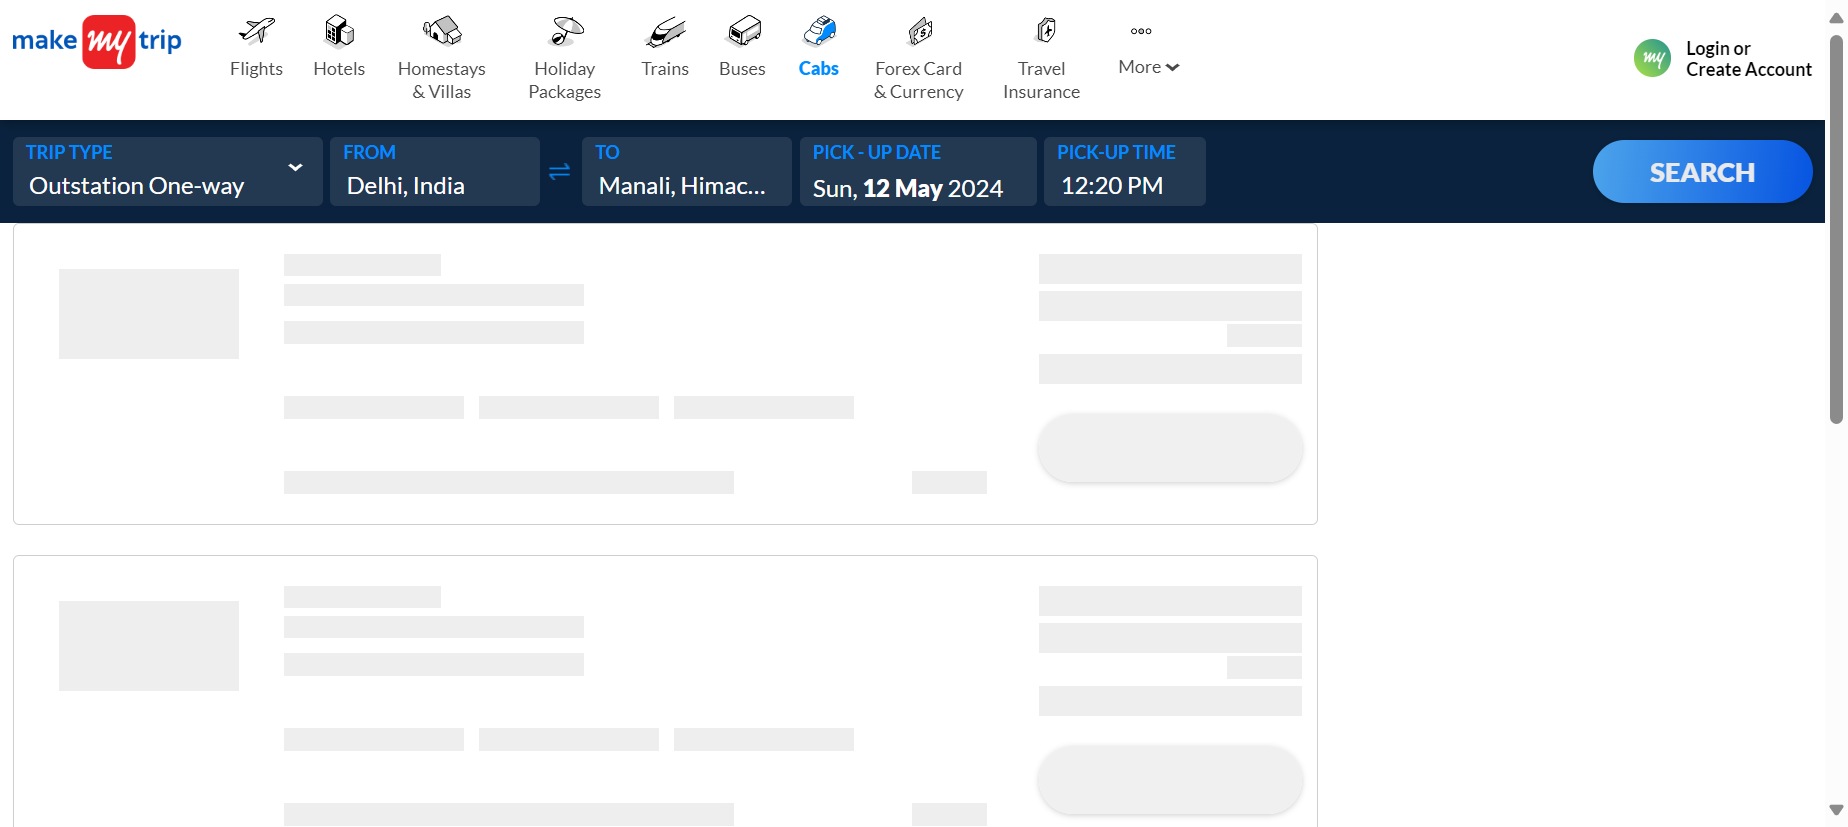 make my trip
Flights
Hotels
Homestays
& Villas
Holiday
Packages
Trains
Buses
Cabs
Forex Card
& Currency
Travel
Insurance
More
my
Login or
Create Account
TRIP TYPE
Outstation One-way
FROM
Delhi, India
TO
Manali, Himac...
PICK - UP DATE
Sun, 12 May 2024
PICK-UP TIME
12:20 PM
SEARCH